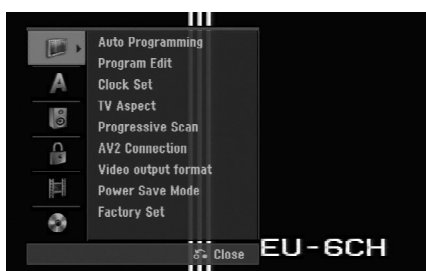 Auto Programming
Program Edit
Clock Set
A
TV Aspect
Progressive Scan
AV2 Connection
Video output format
Power Save Mode
Factory Set
Close
EU-6CH